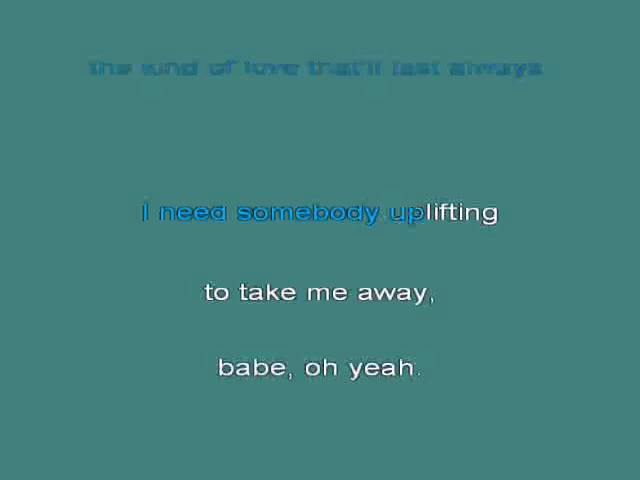 the kind of love that'll last always
I need somebody uplifting
to take me away,
babe, oh yeah.